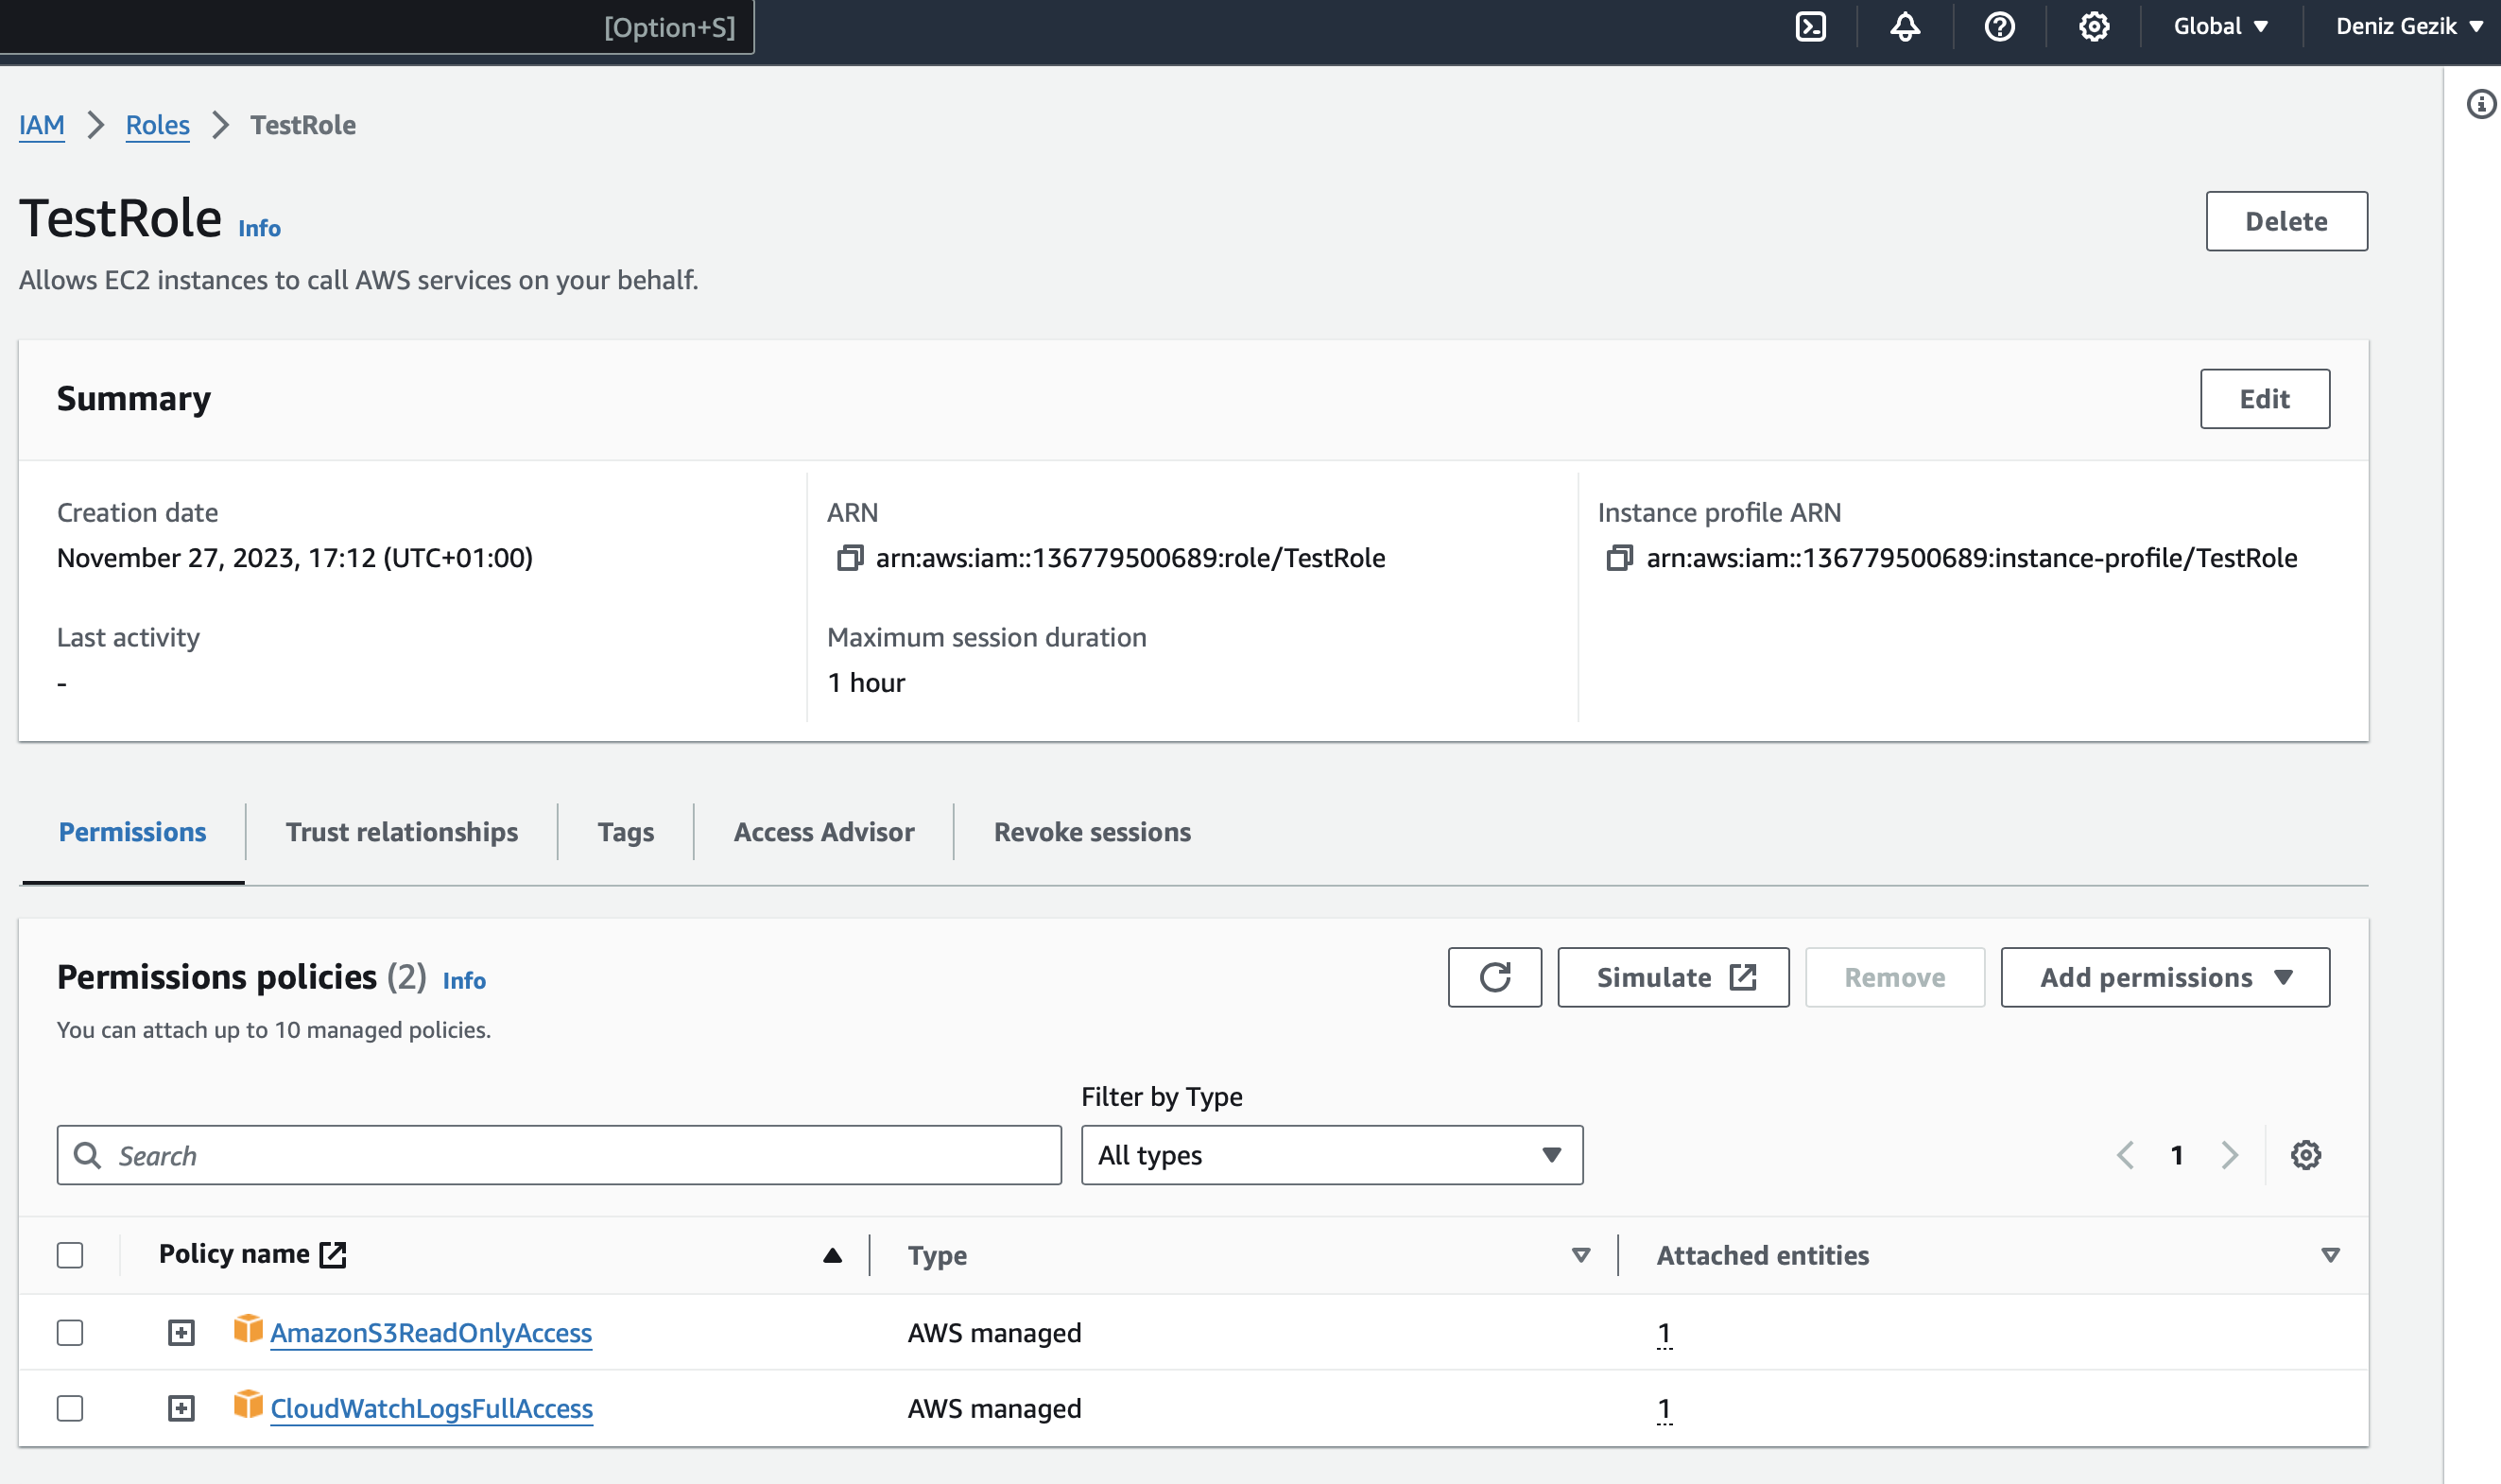 [Option+S]
Global
Deniz Gezik
IAM
Roles
TestRole
TestRole Info
Delete
Allows EC2 instances to call AWS services on your behalf.
Summary
Edit
Creation date
November 27, 2023, 17:12 (UTC+01:00)
ARN
arn:aws:iam::136779500689:role/TestRole
Instance profile ARN
arn:aws:iam::136779500689:instance-profile/TestRole
Last activity
-
Maximum session duration
1 hour
Permissions
Trust relationships
Tags
Access Advisor
Revoke sessions
Permissions policies (2) Info
Simulate
Remove
Add permissions
You can attach up to 10 managed policies.
Filter by Type
Search
All types
1
Policy name
Type
Attached entities
AmazonS3ReadOnlyAccess
AWS managed
1
CloudWatchLogsFullAccess
AWS managed
1